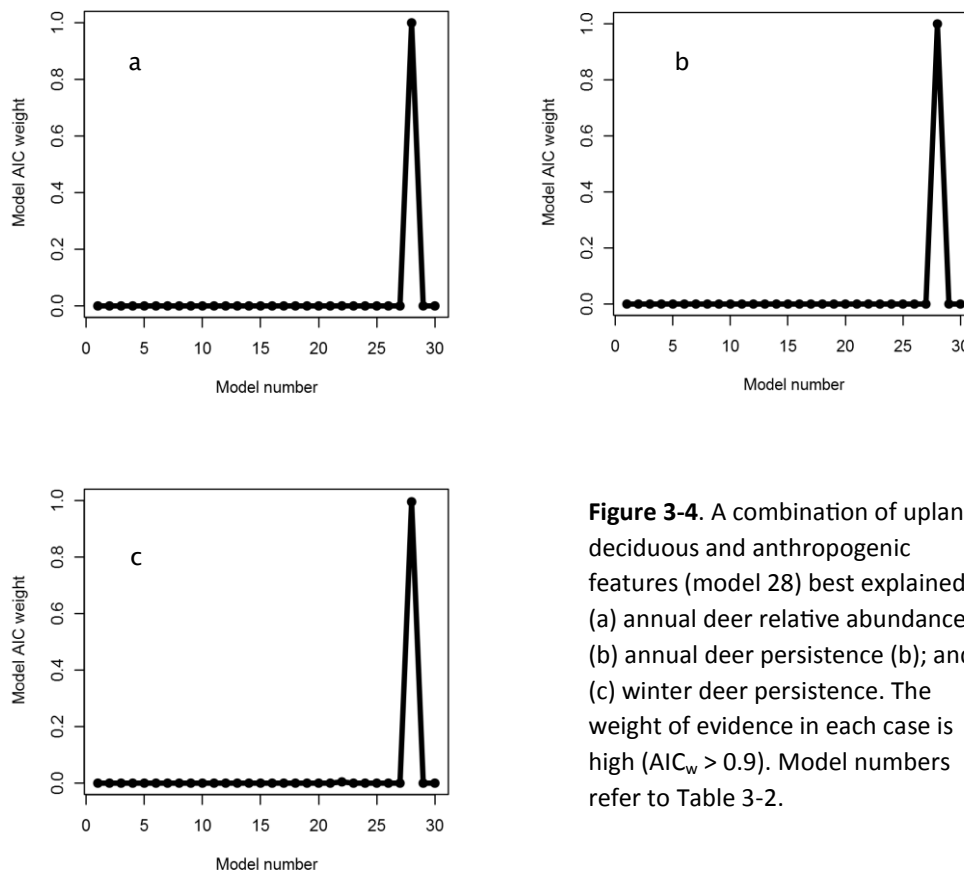 a
Model AIC weight
0.0 0.2 0.4 0.6 0.8 1.0
0 5 10 15 20 25 30
Model number
b
Model AIC weight
0.0 0.2 0.4 0.6 0.8 1.0
0 5 10 15 20 25
Model number
c
Model AIC weight
0.0 0.2 0.4 0.6 0.8 1.0
0 5 10 15 20 25 30
Model number
Figure 3-4. A combination of
deciduous and anthropogenic
features (model 28) best explained
(a) annual deer relative abundance
(b) annual deer persistence (b);
(c) winter deer persistence. The
weight of evidence in each case is
high (AICw > 0.9). Model numbers
refer to Table 3-2.